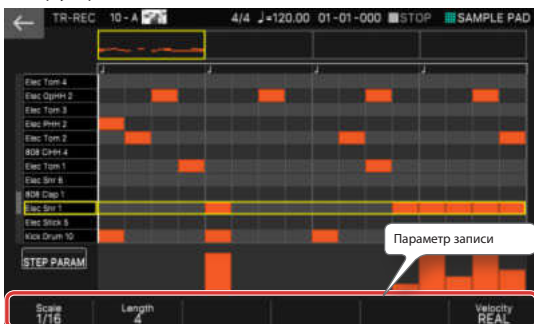 TR-REC 10-A 4/4 ♩=120.00 01-01-000 STOP SAMPLE PAD
Elec Tom 4
Elec OpHH 2
Elec Tom 3
Elec PHH 2
Elec Tom 2
808 ClHH 4
Elec Tom 1
Elec Snr 6
808 Clap 1
Elec Snr 1
Elec Stick 5
Kick Drum 10
Параметр записи
STEP PARAM
Scale Length Velocity
1/16 4 REAL